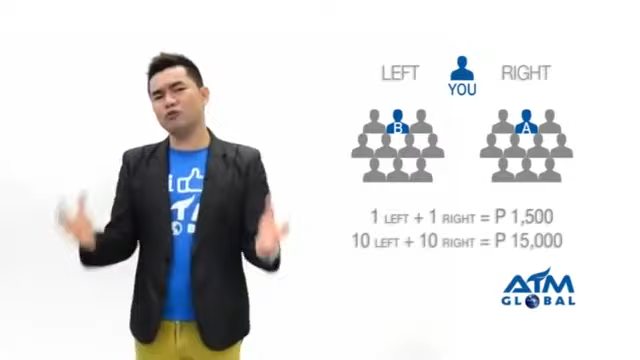 LEFT
YOU
RIGHT
B
A
1 LEFT + 1 RIGHT = P 1,500
10 LEFT + 10 RIGHT = P 15,000
ATM
GLOBAL